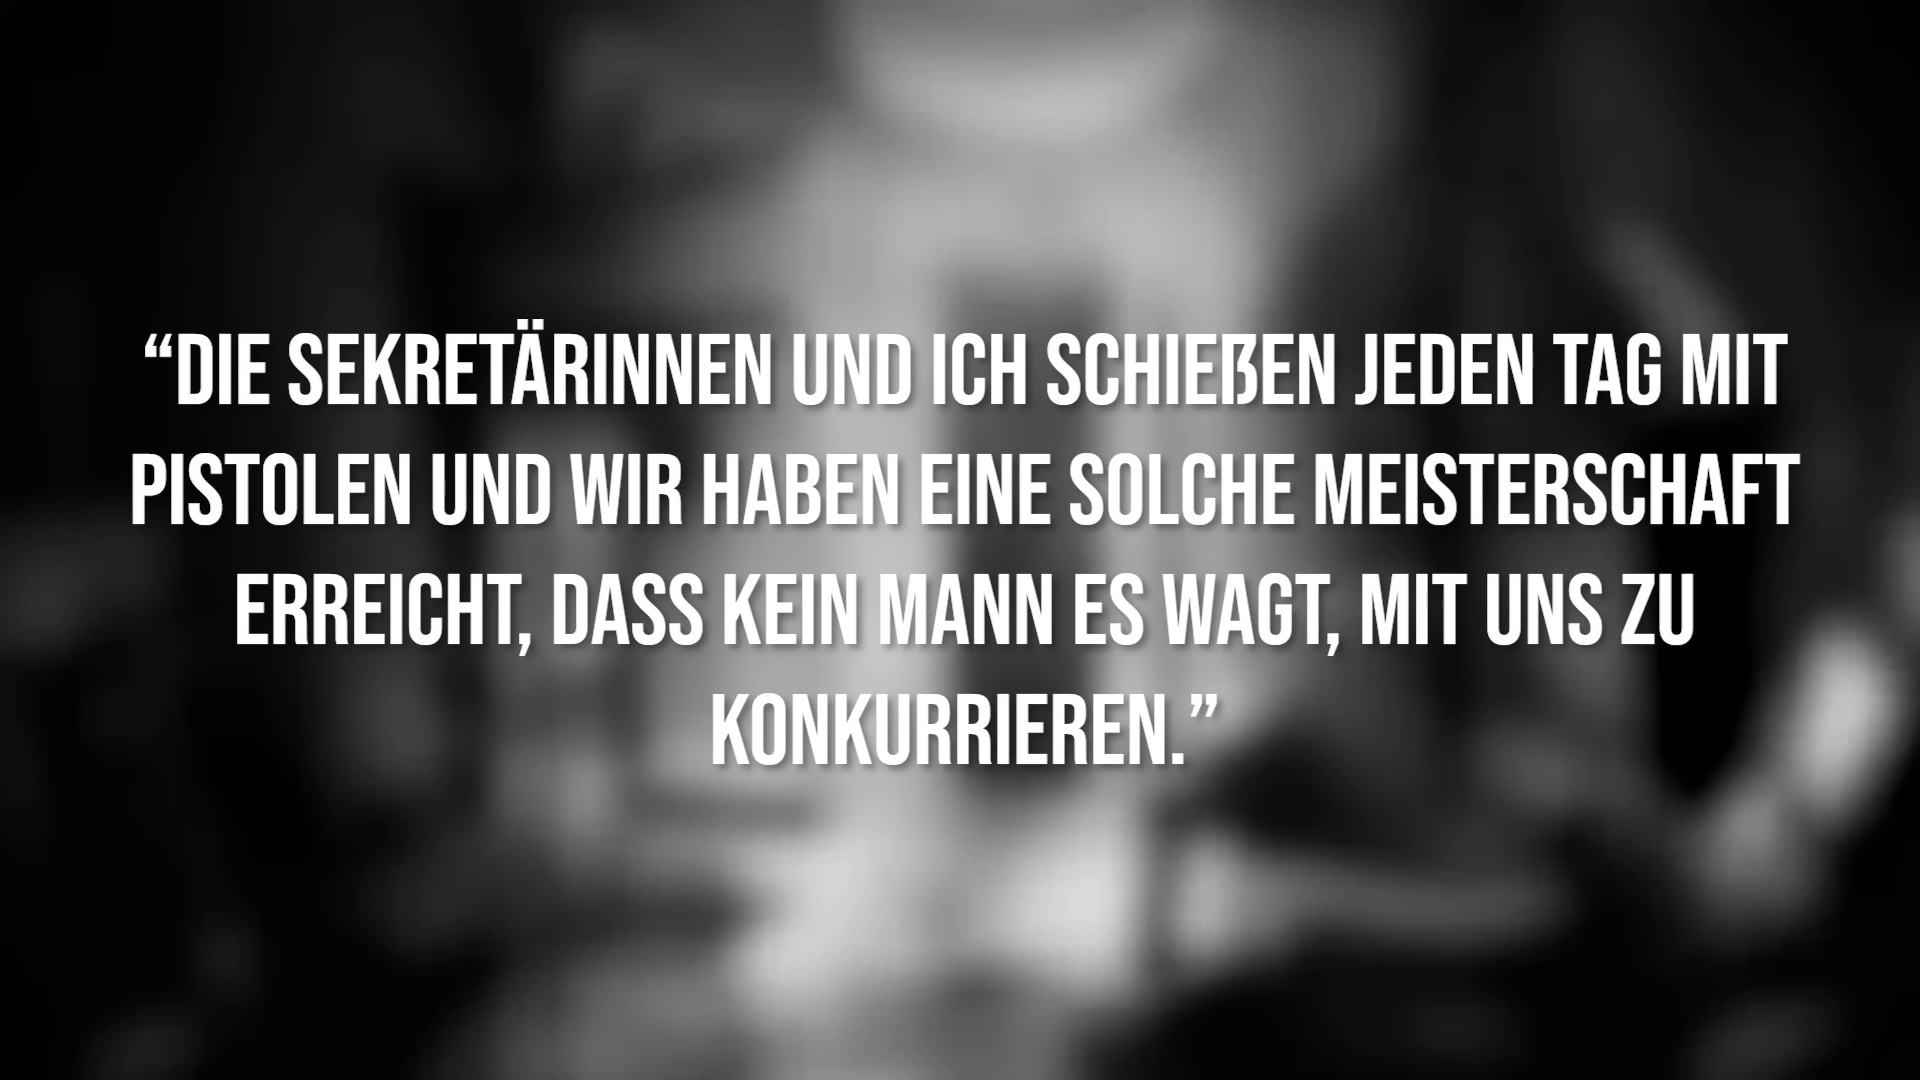 “DIE SEKRETÄRINNEN UND ICH SCHIEßEN JEDEN TAG MIT
PISTOLEN UND WIR HABEN EINE SOLCHE MEISTERSCHAFT
ERREICHT, DASS KEIN MANN ES WAGT, MIT UNS ZU
KONKURRIEREN.”